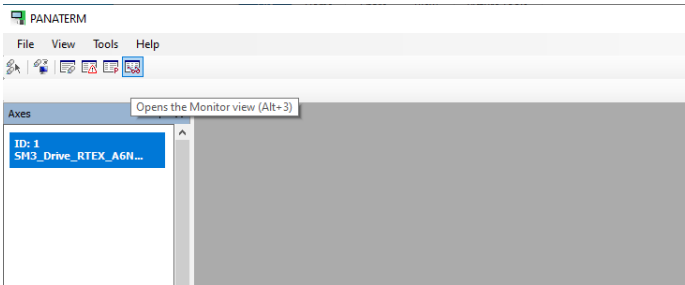 PANATERM
File View Tools Help
Opens the Monitor view (Alt+3)
Axes
ID: 1
SM3_Drive_RTEX_A6N...